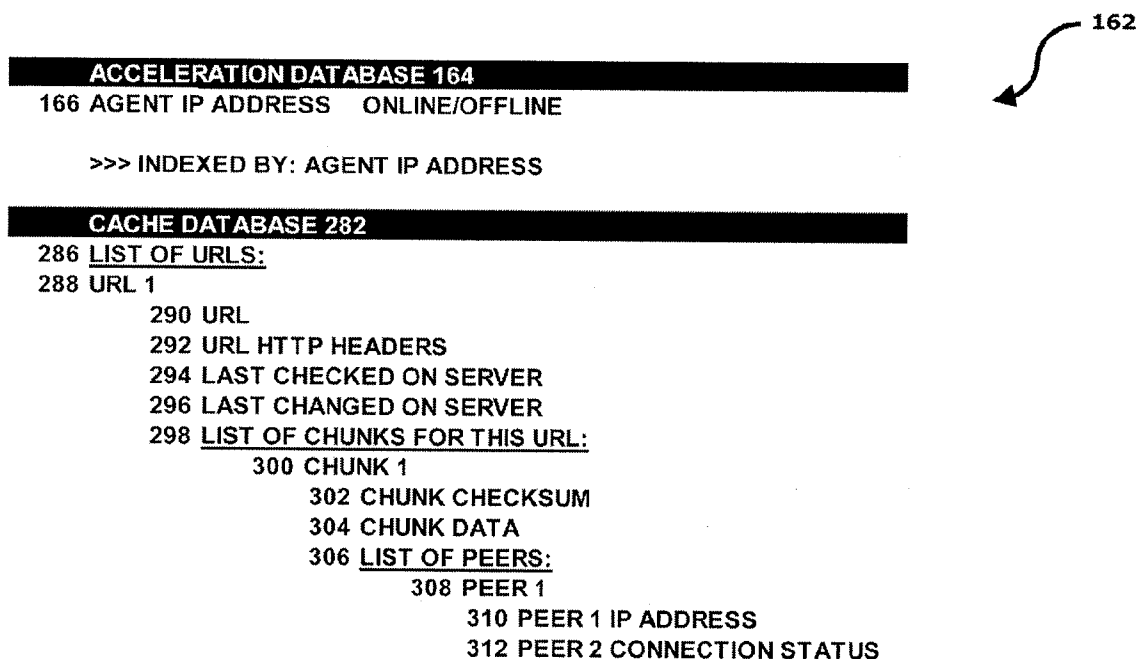 162
ACCELERATION DATABASE 164
166 AGENT IP ADDRESS ONLINE/OFFLINE
>>> INDEXED BY: AGENT IP ADDRESS
CACHE DATABASE 282
286 LIST OF URLS:
288 URL 1
290 URL
292 URL HTTP HEADERS
294 LAST CHECKED ON SERVER
296 LAST CHANGED ON SERVER
298 LIST OF CHUNKS FOR THIS URL:
300 CHUNK 1
302 CHUNK CHECKSUM
304 CHUNK DATA
306 LIST OF PEERS:
308 PEER 1
310 PEER 1 IP ADDRESS
312 PEER 2 CONNECTION STATUS